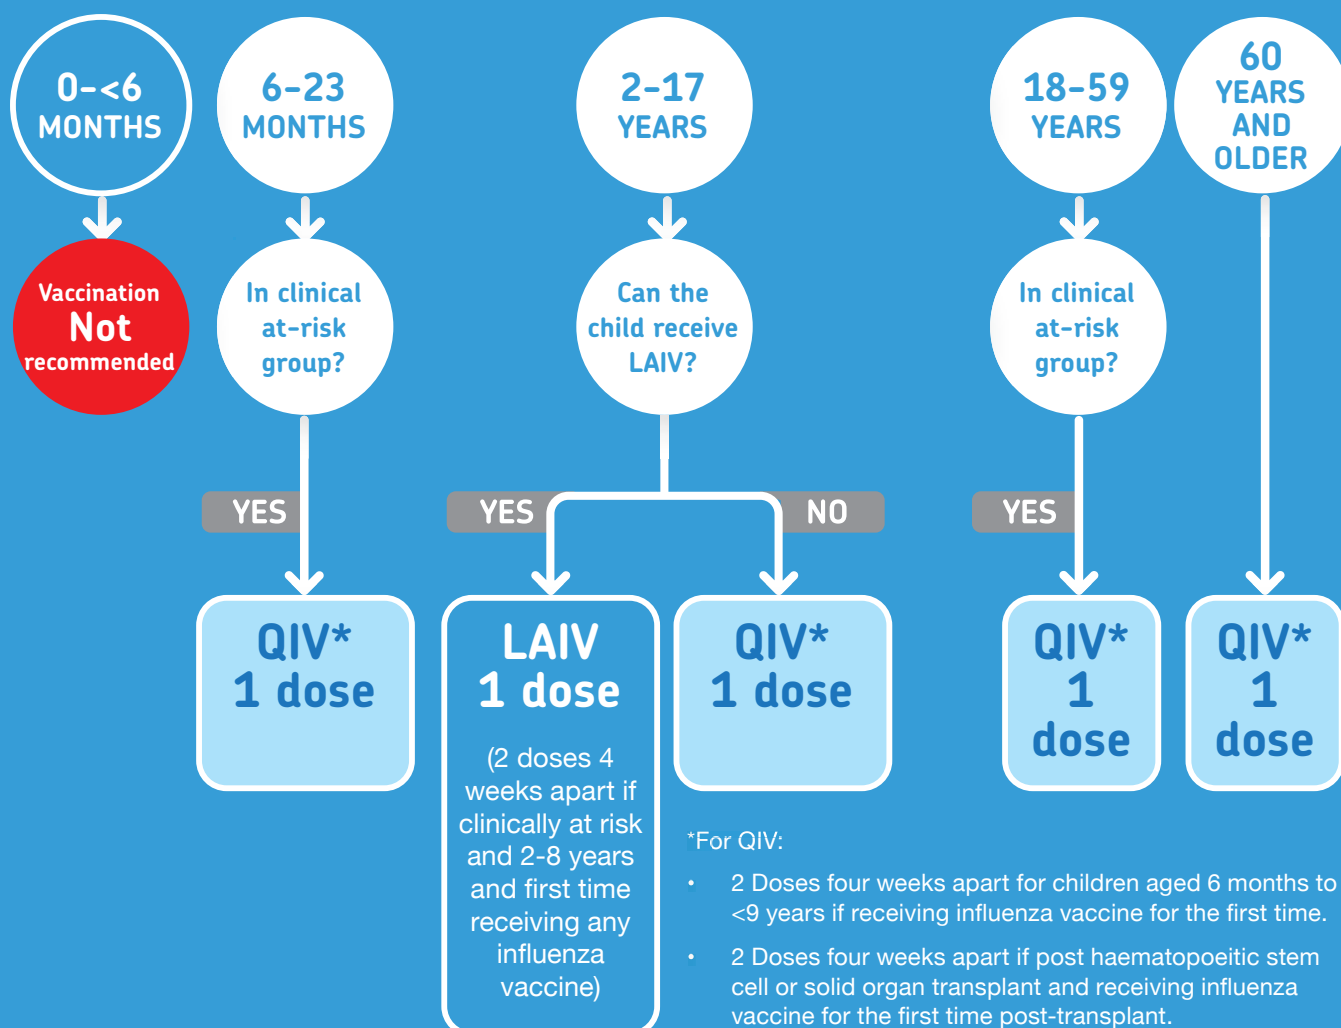 0-<6
MONTHS
6-23
MONTHS
2-17
YEARS
18-59
YEARS
60
YEARS
AND
OLDER
Vaccination
Not
recommended
In clinical
at-risk
group?
Can the
child receive
LAIV?
In clinical
at-risk
group?
YES
YES
NO
YES
QIV*
1 dose
LAIV
1 dose
(2 doses 4
weeks apart if
clinically at risk
and 2-8 years
and first time
receiving any
influenza
vaccine)
QIV*
1 dose
QIV*
1
dose
QIV*
1
dose
*For QIV:
• 2 Doses four weeks apart for children aged 6 months to
<9 years if receiving influenza vaccine for the first time.
• 2 Doses four weeks apart if post haematopoeitic stem
cell or solid organ transplant and receiving influenza
vaccine for the first time post-transplant.